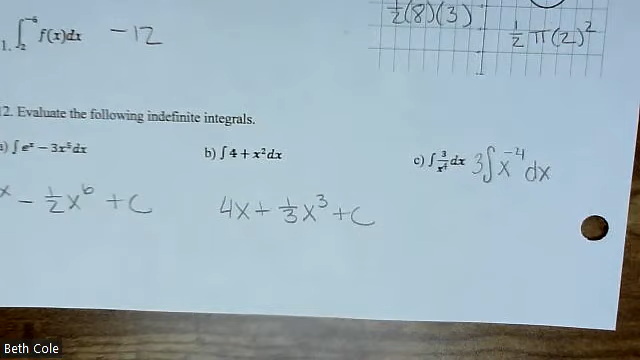 ½(8)(3)
½π(2)²
1. ∫₂⁻⁶ f(x)dx -12
2. Evaluate the following indefinite integrals.
a) ∫eˣ - 3x⁵dx
b) ∫4 + x²dx
c) ∫3/x⁴ dx 3∫x⁻⁴dx
x - ½x⁶ + C
4x + ⅓x³ + C
Beth Cole